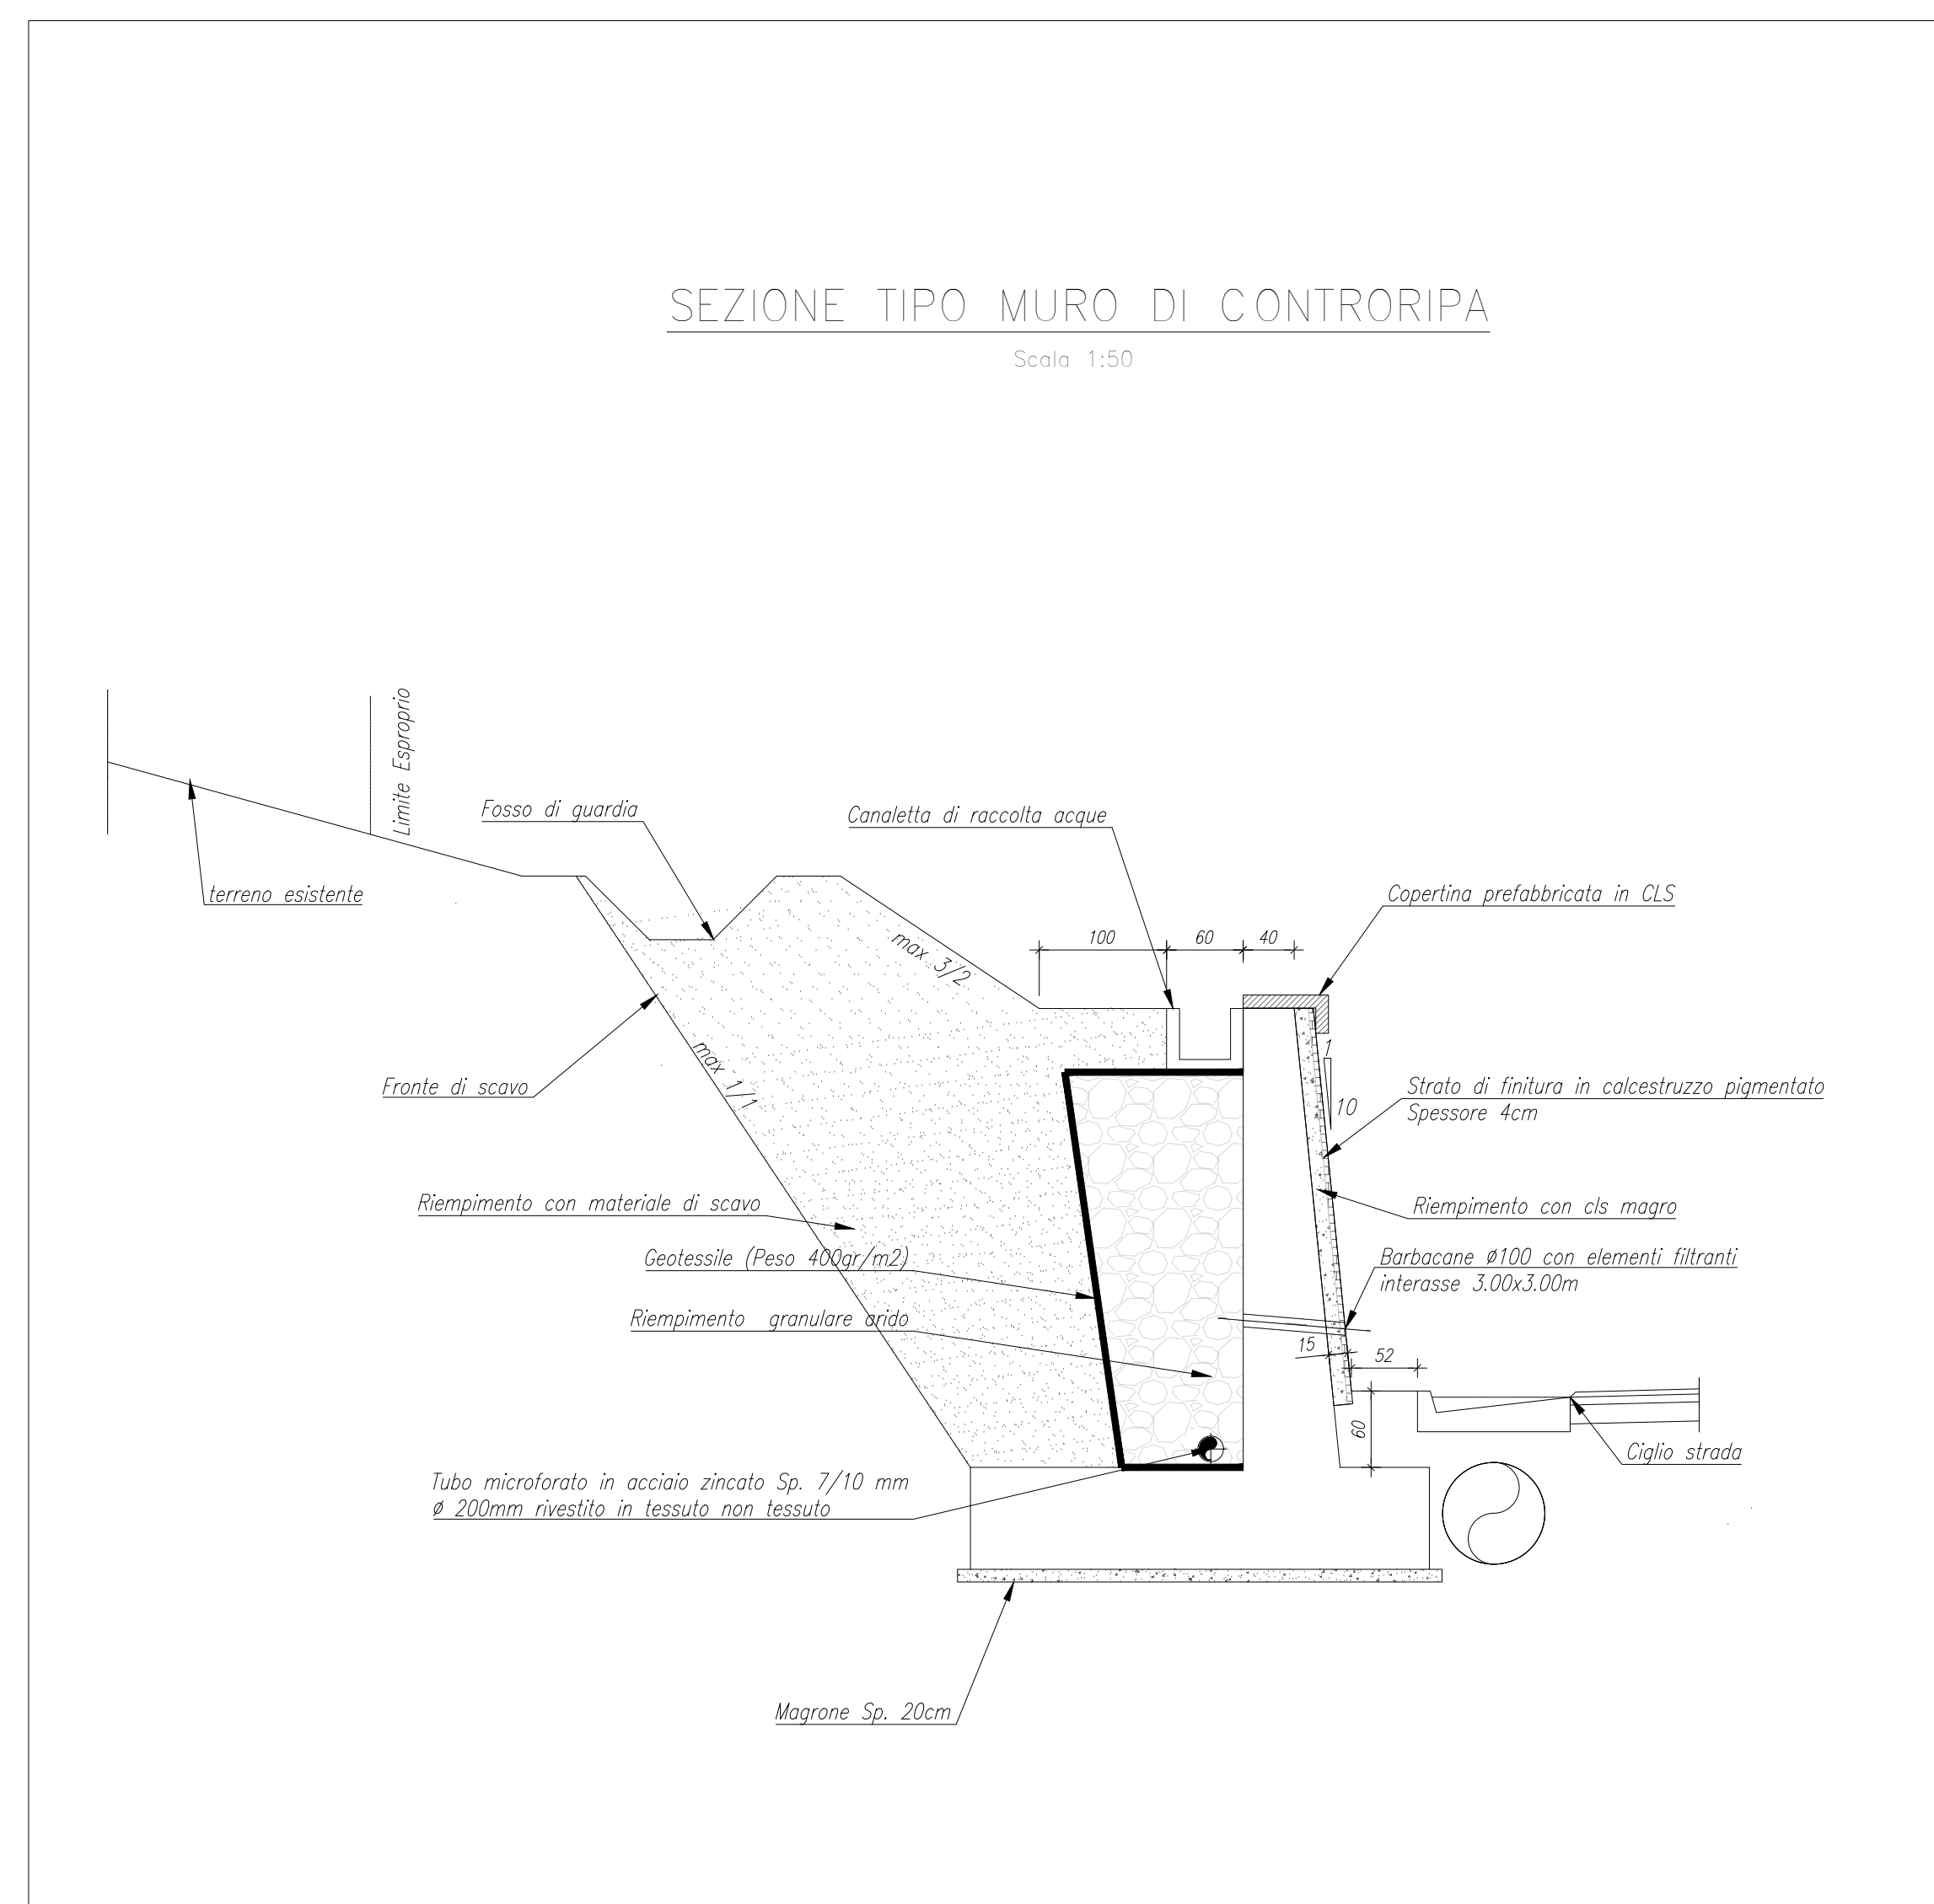 SEZIONE TIPO MURO DI CONTRORIPA
Scala 1:50
Limite Esproprio
Fosso di guardia
Canaletta di raccolta acque
terreno esistente
Copertina prefabbricata in CLS
100
60
40
max 3/2
max 1/1
1
10
Fronte di scavo
Strato di finitura in calcestruzzo pigmentato
Spessore 4cm
Riempimento con materiale di scavo
Riempimento con cls magro
Geotessile (Peso 400gr/m2)
Barbacane ø100 con elementi filtranti
interasse 3.00x3.00m
Riempimento granulare arido
15
52
60
Ciglio strada
Tubo microforato in acciaio zincato Sp. 7/10 mm
ø 200mm rivestito in tessuto non tessuto
Magrone Sp. 20cm